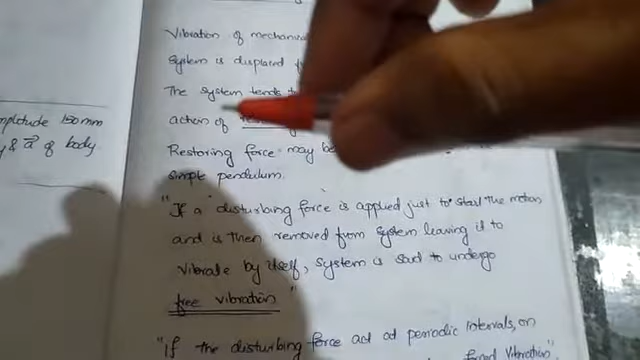 mplitude 150 mm
of body
Vibration of mechanical
system is displaced
The system tends
action of
Restoring force may be
simple pendulum.
"If a disturbing force is applied just to start the motion
and is then removed from system leaving it to
vibrate by itself, system is said to undergo
free vibration"
"If the disturbing force act at periodic intervals, on
vibration"